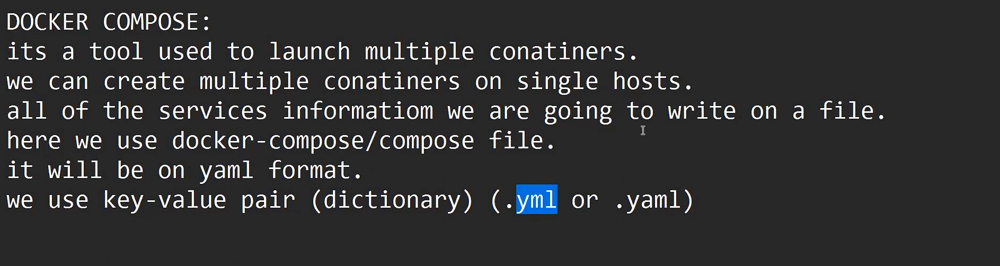 DOCKER COMPOSE:
its a tool used to launch multiple conatiners.
we can create multiple conatiners on single hosts.
all of the services informatiom we are going to write on a file.
here we use docker-compose/compose file.
it will be on yaml format.
we use key-value pair (dictionary) (.yml or .yaml)